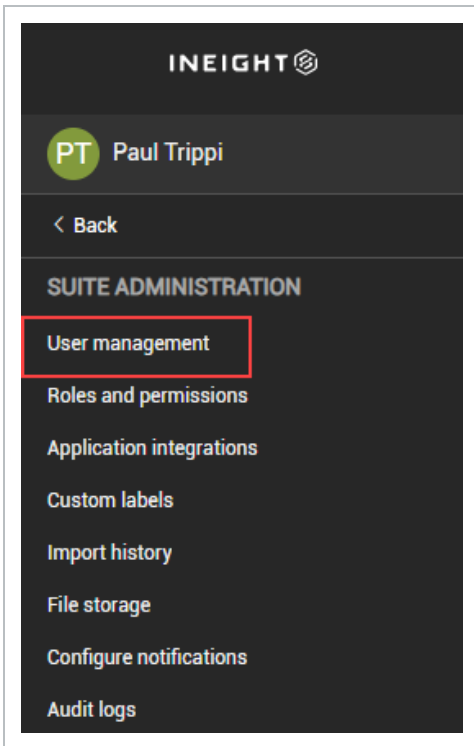 INEIGHT
PT Paul Trippi
< Back
SUITE ADMINISTRATION
User management
Roles and permissions
Application integrations
Custom labels
Import history
File storage
Configure notifications
Audit logs